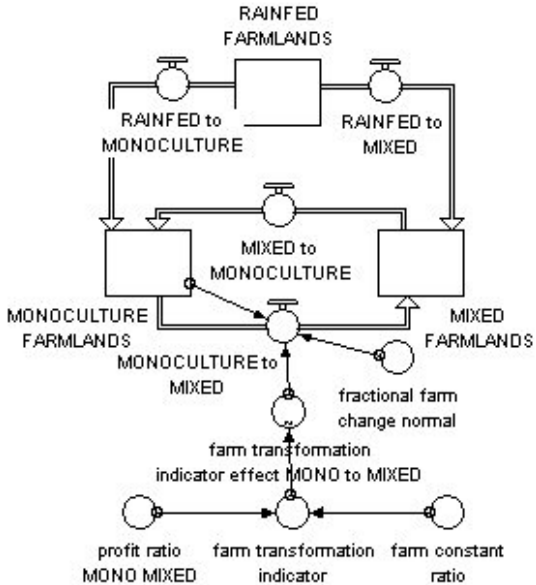 RAINFED
FARMLANDS
RAINFED to
MONOCULTURE
RAINFED to
MIXED
MIXED to
MONOCULTURE
MONOCULTURE
FARMLANDS
MIXED
FARMLANDS
MONOCULTURE to
MIXED
fractional farm
change normal
~
farm transformation
indicator effect MONO to MIXED
profit ratio
MONO MIXED
farm transformation
indicator
farm constant
ratio